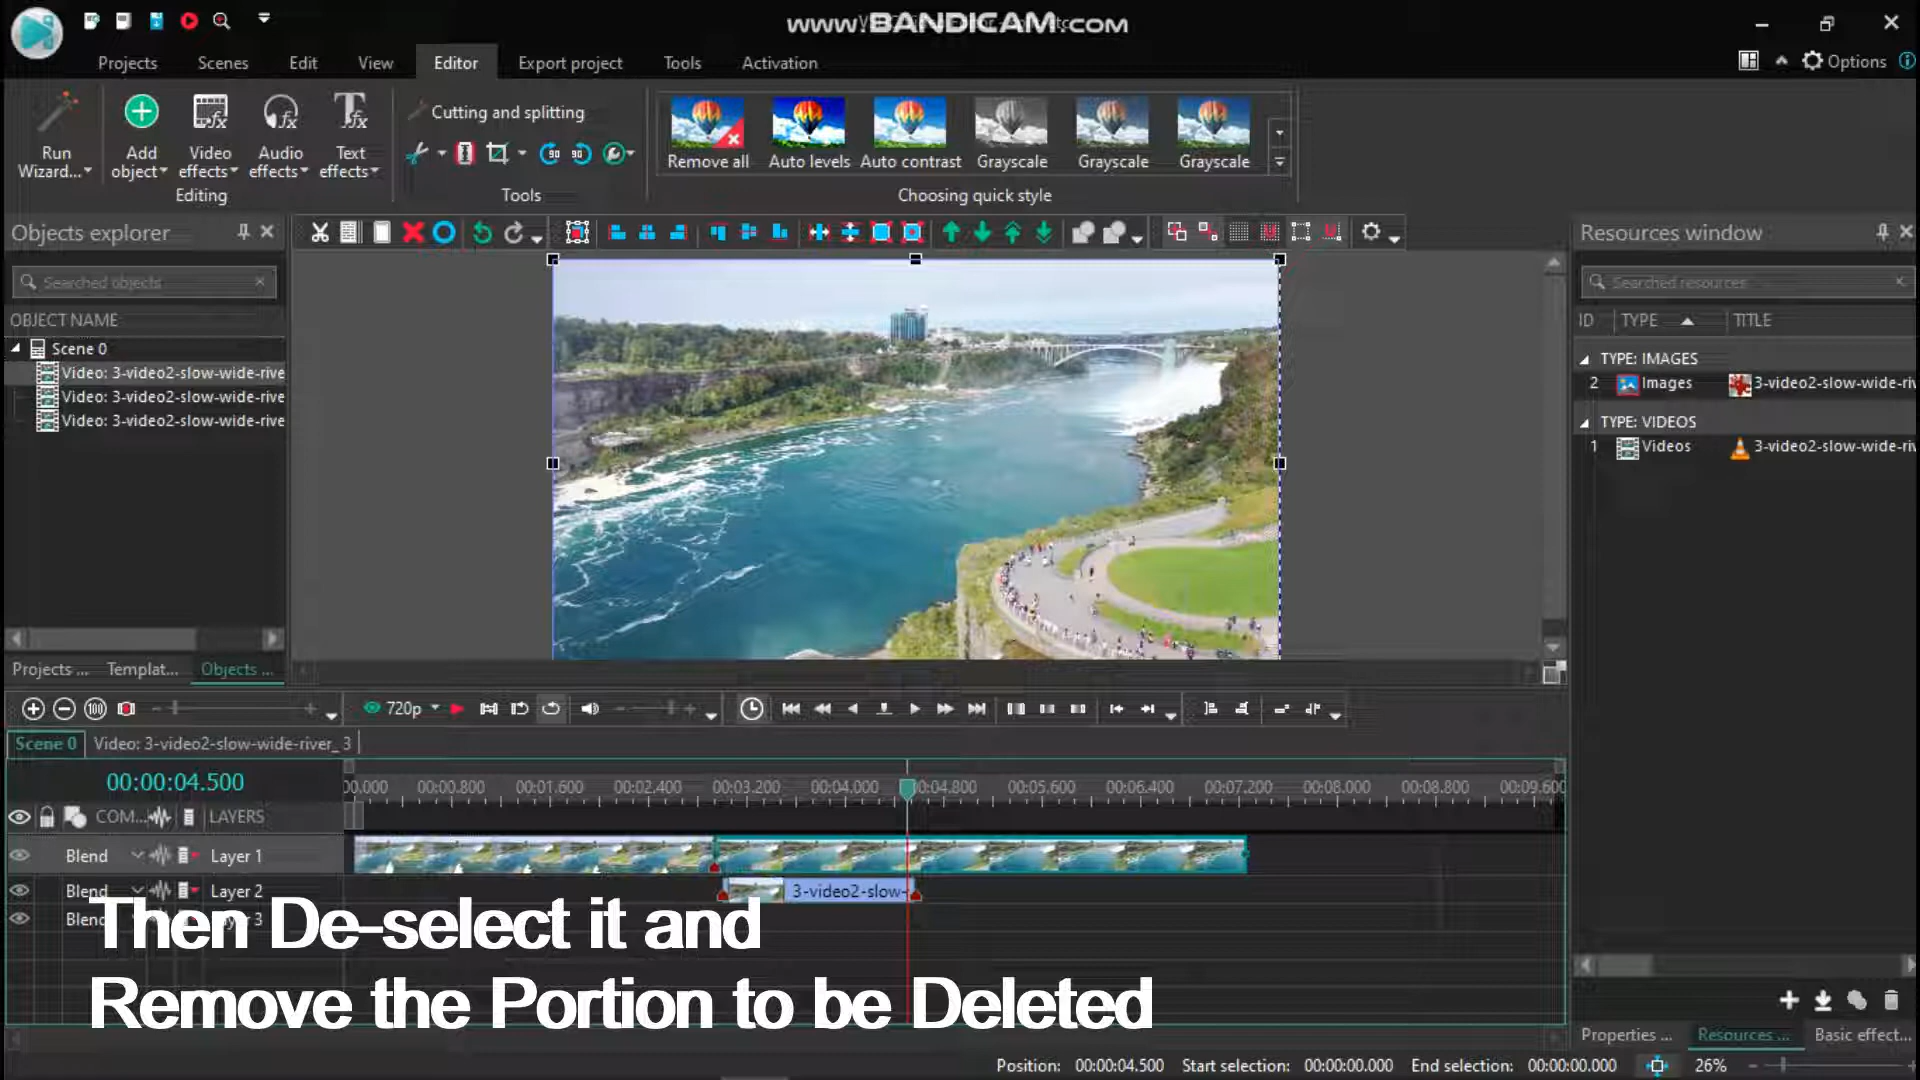 www.BANDICAM.com
Projects
Scenes
Edit
View
Editor
Export project
Tools
Activation
Options
Run Wizard...
Add object
Video effects
Audio effects
Text effects
Editing
Cutting and splitting
Tools
Remove all
Auto levels
Auto contrast
Grayscale
Grayscale
Grayscale
Choosing quick style
Objects explorer
Searched objects
OBJECT NAME
Scene 0
Video: 3-video2-slow-wide-rive
Video: 3-video2-slow-wide-rive
Video: 3-video2-slow-wide-rive
Projects ...
Templat...
Objects ...
Resources window
Searched resources
ID TYPE TITLE
TYPE: IMAGES
2 Images 3-video2-slow-wide-riv
TYPE: VIDEOS
1 Videos 3-video2-slow-wide-riv
720p
Scene 0
Video: 3-video2-slow-wide-river_ 3
00:00:04.500
00:000 00:00.800 00:01.600 00:02.400 00:03.200 00:04.000 00:04.800 00:05.600 00:06.400 00:07.200 00:08.000 00:08.800 00:09.600
COM... LAYERS
Blend Layer 1
Blend Layer 2
3-video2-slow-
Then De-select it and
Remove the Portion to be Deleted
Properties ...
Resources ...
Basic effect...
Position: 00:00:04.500 Start selection: 00:00:00.000 End selection: 00:00:00.000 26%